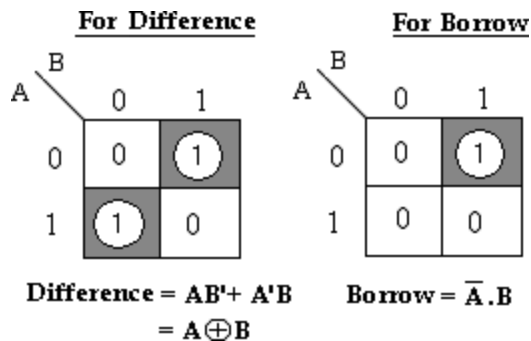 For Difference
B
A
0 1
0 0 1
1 1 0
Difference = AB'+ A'B
= A⊕B
For Borrow
B
A
0 1
0 0 1
1 0 0
Borrow = A̅.B